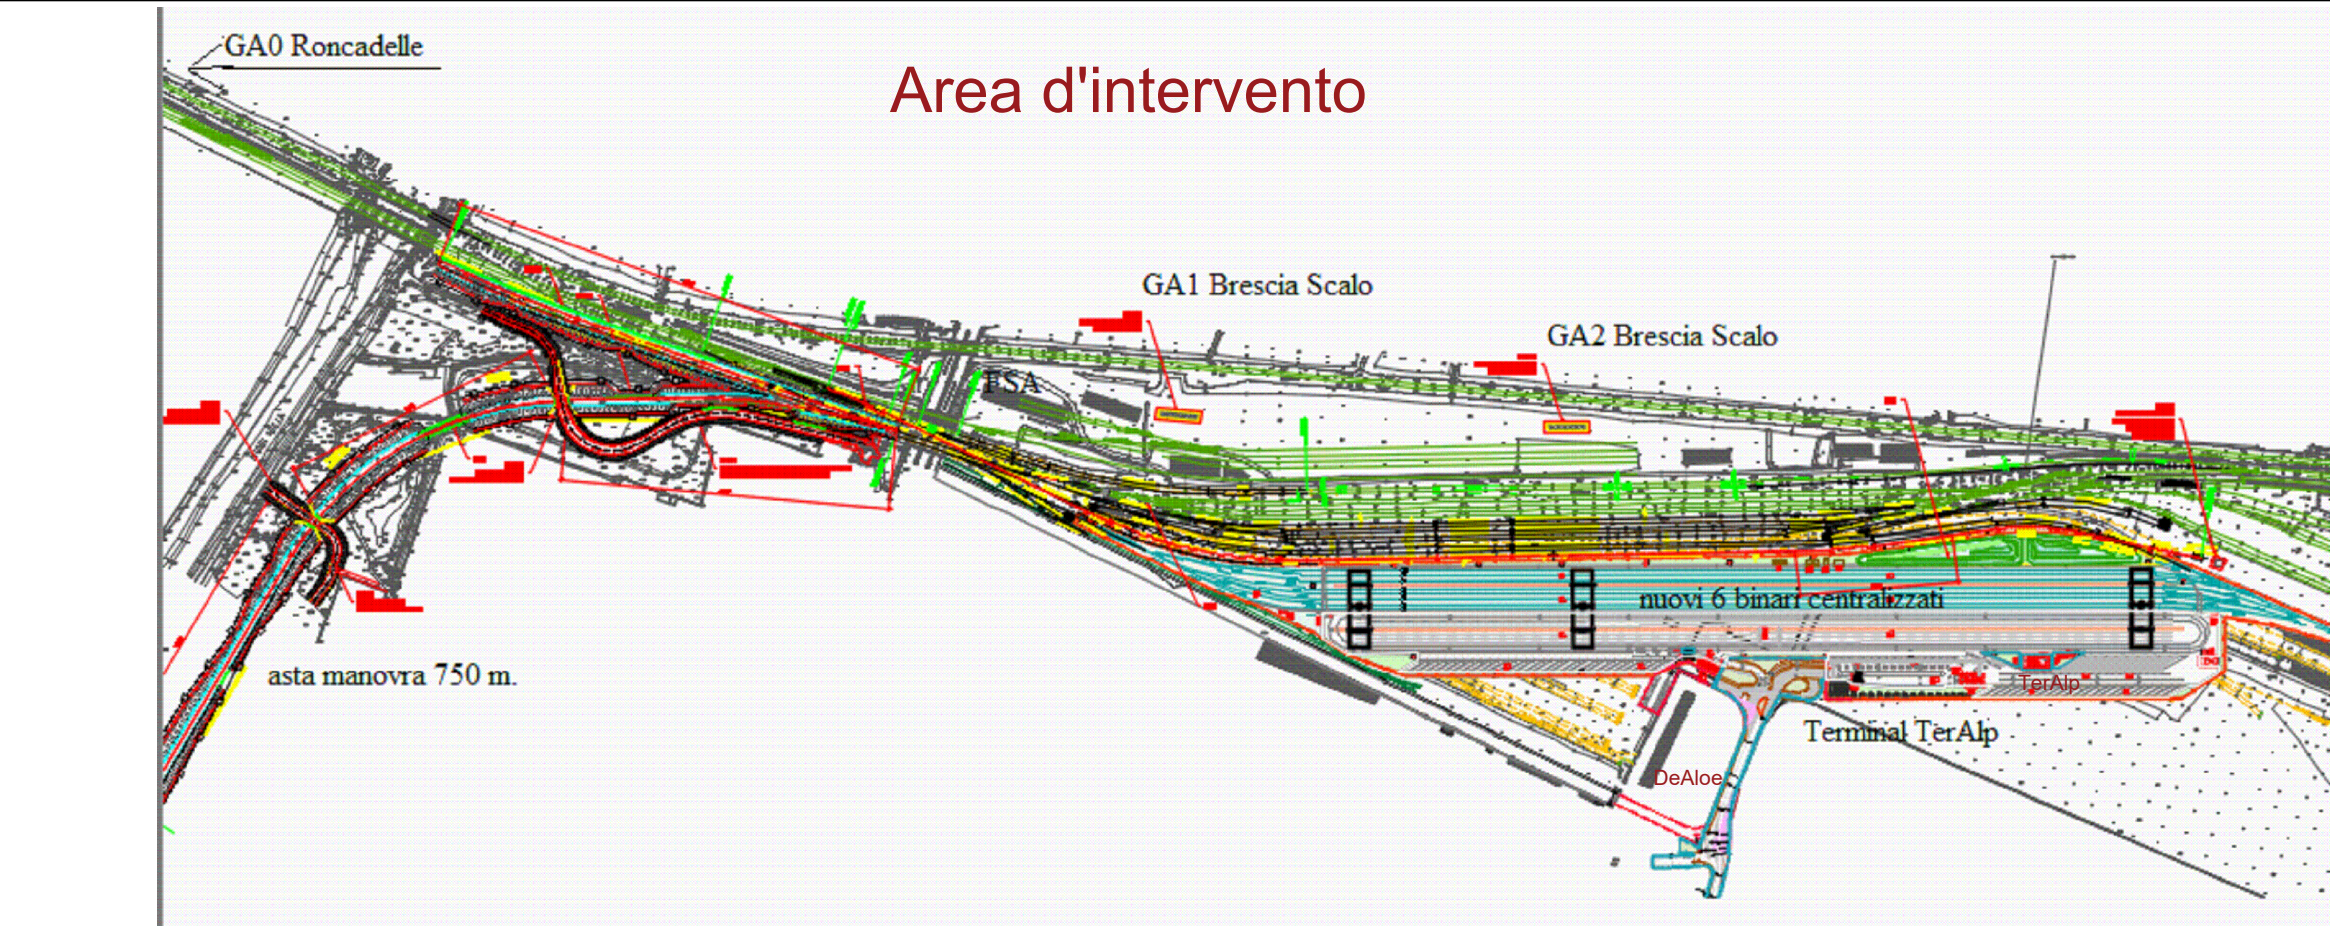 GA0 Roncadelle
Area d'intervento
GA1 Brescia Scalo
GA2 Brescia Scalo
FSA
nuovi 6 binari centralizzati
asta manovra 750 m.
TerAlp
Terminal TerAlp
DeAloe